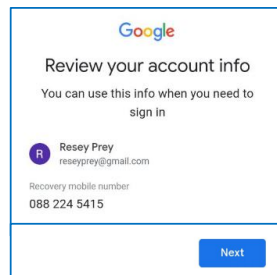 Google
Review your account info
You can use this info when you need to
sign in
R
Resey Prey
reseyprey@gmail.com
Recovery mobile number
088 224 5415
Next